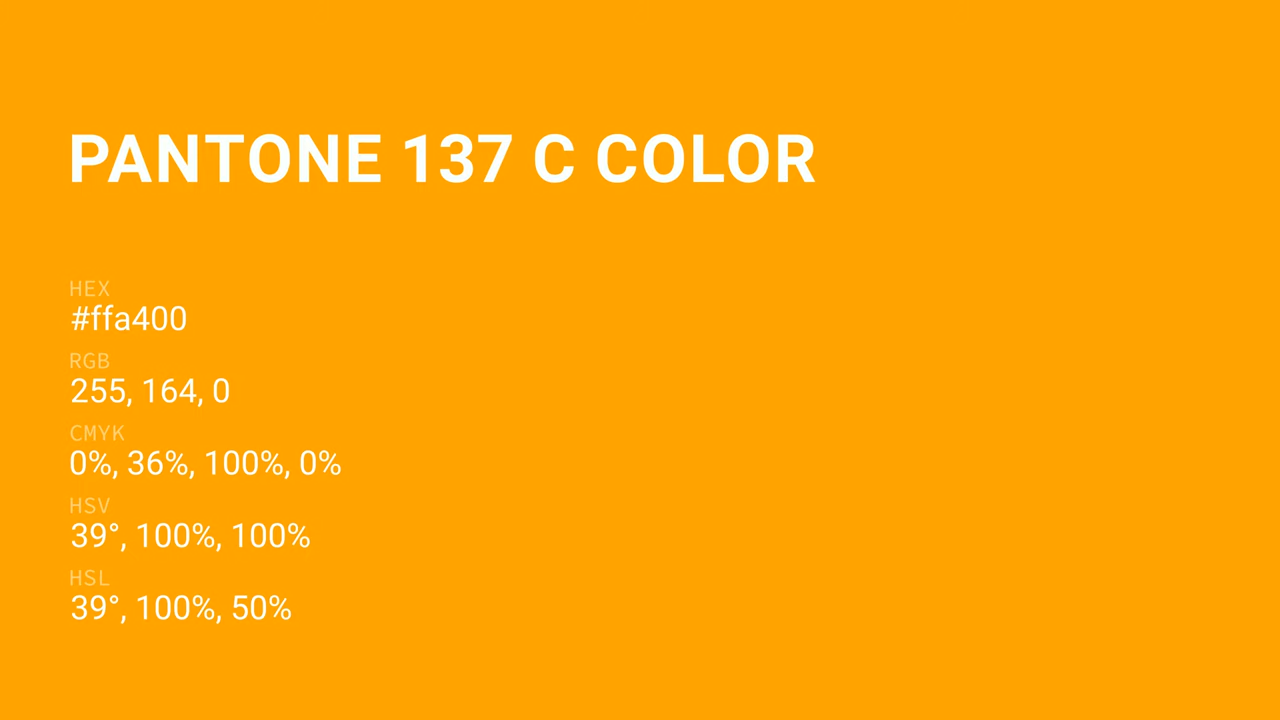 PANTONE 137 C COLOR
HEX
#ffa400
RGB
255, 164, 0
CMYK
0%, 36%, 100%, 0%
HSV
39°, 100%, 100%
HSL
39°, 100%, 50%